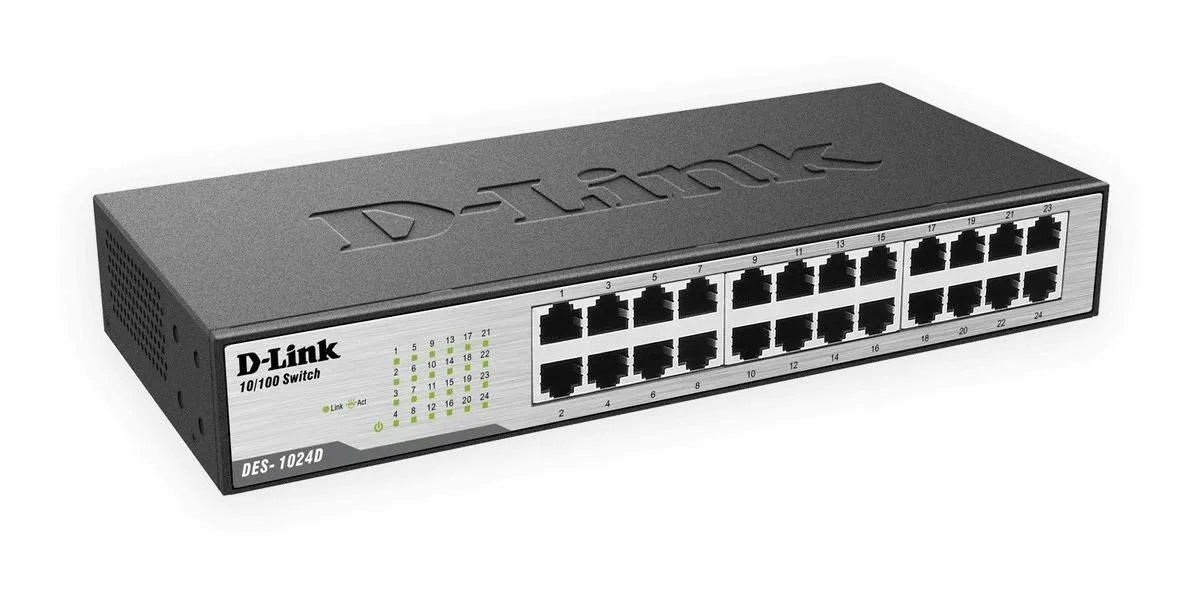 D-Link
1 3 5 7 9 11 13 15 17 19 21 23
D-Link
10/100 Switch
1 5 9 13 17 21
2 6 10 14 18 22
3 7 11 15 19 23
Link Act
4 8 12 16 20 24
2 4 6 8 10 12 14 16 18 20 22 24
DES-1024D